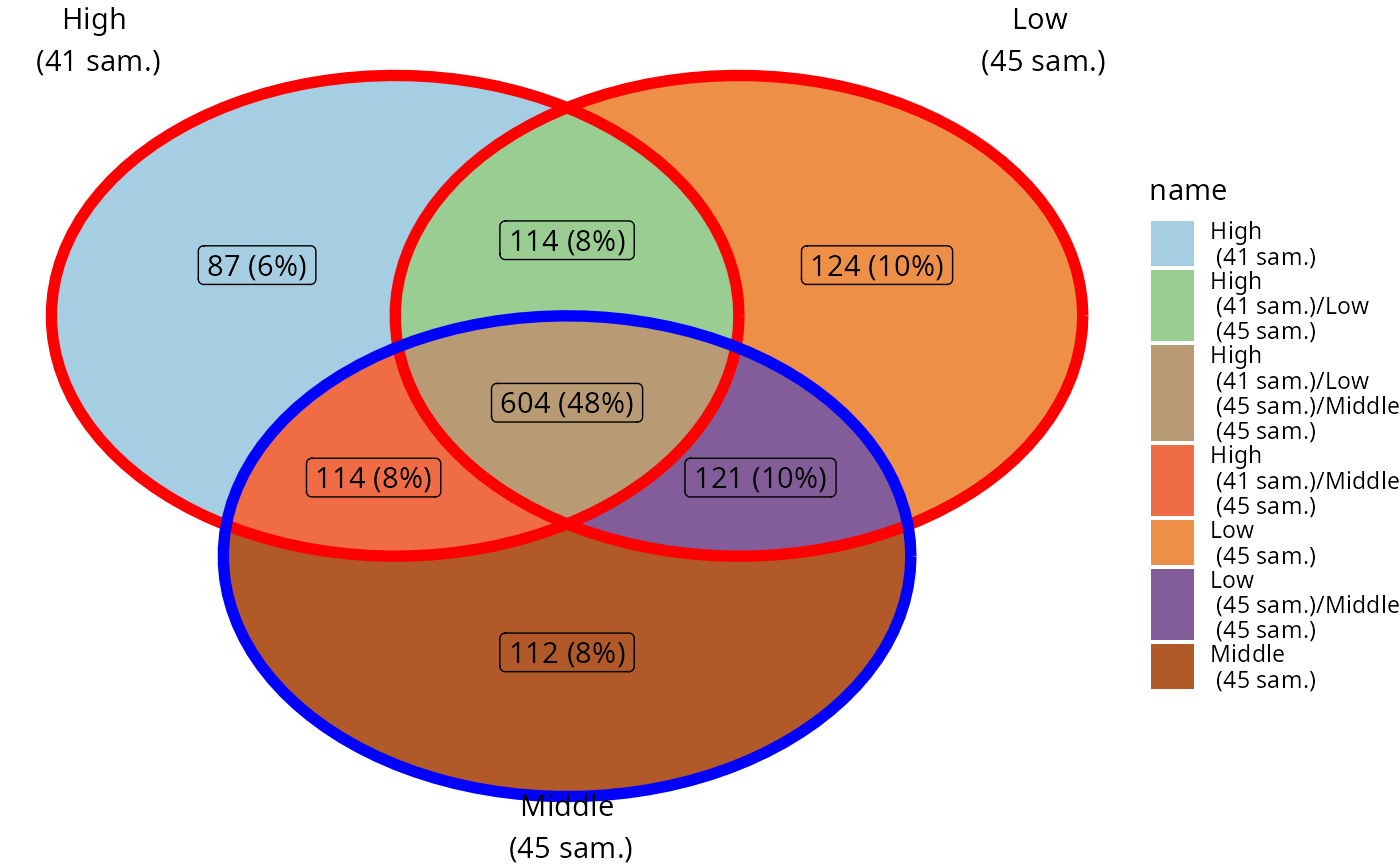 High
(41 sam.)
Low
(45 sam.)
87 (6%)
114 (8%)
124 (10%)
604 (48%)
114 (8%)
121 (10%)
112 (8%)
Middle
(45 sam.)
name
High
(41 sam.)
High
(41 sam.)/Low
(45 sam.)
High
(41 sam.)/Low
(45 sam.)/Middle
(45 sam.)
High
(41 sam.)/Middle
(45 sam.)
Low
(45 sam.)
Low
(45 sam.)/Middle
(45 sam.)
Middle
(45 sam.)